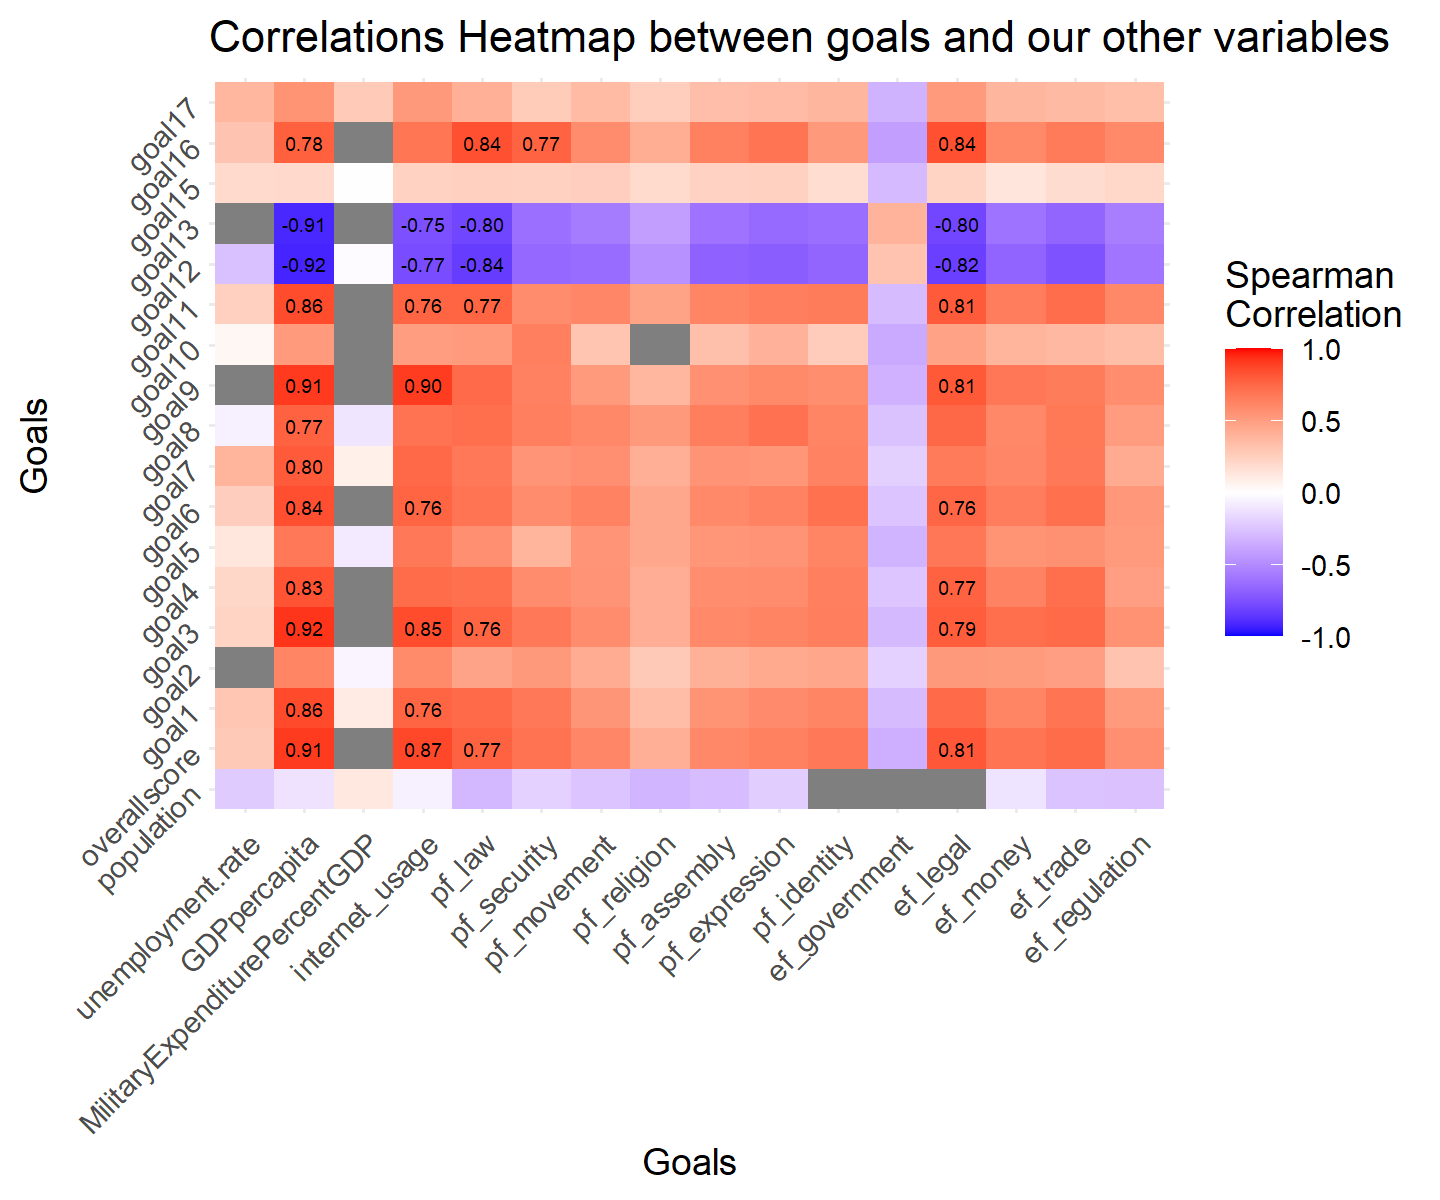 Correlations Heatmap between goals and our other variables
Goals
goal17
goal16
0.78 0.84 0.77 0.84
goal15
goal13
-0.91 -0.75 -0.80 -0.80
goal12
-0.92 -0.77 -0.84 -0.82
goal11
0.86 0.76 0.77 0.81
goal10
goal9
0.91 0.90 0.81
goal8
0.77
goal7
0.80
goal6
0.84 0.76 0.76
goal5
goal4
0.83 0.77
goal3
0.92 0.85 0.76 0.79
goal2
goal1
0.86 0.76
overallscore
0.91 0.87 0.77 0.81
population
unemployment.rate
GDPpercapita
MilitaryExpenditurePercentGDP
internet_usage
pf_law
pf_security
pf_movement
pf_religion
pf_assembly
pf_expression
pf_identity
ef_government
ef_legal
ef_money
ef_trade
ef_regulation
Goals
Spearman
Correlation
1.0
0.5
0.0
-0.5
-1.0